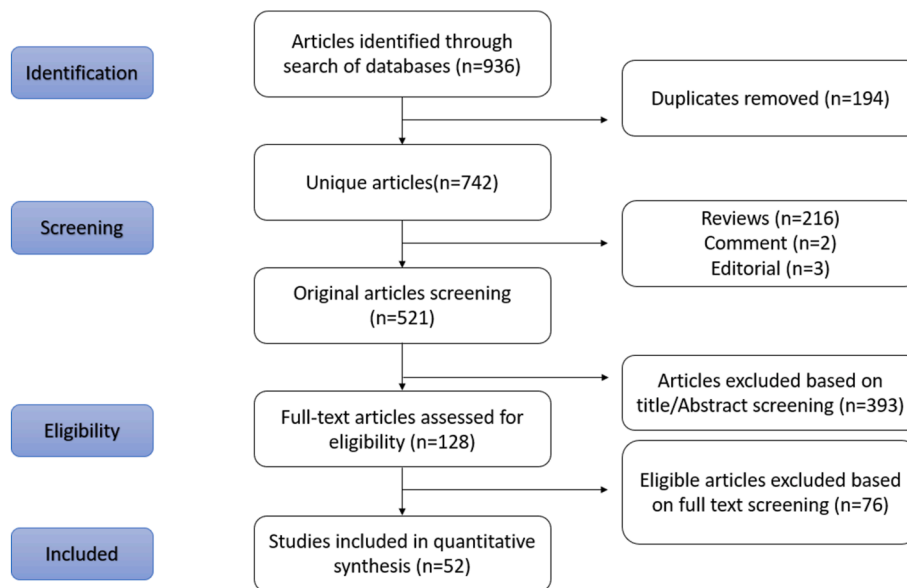 Identification
Articles identified through
search of databases (n=936)
Duplicates removed (n=194)
Unique articles(n=742)
Screening
Reviews (n=216)
Comment (n=2)
Editorial (n=3)
Original articles screening
(n=521)
Articles excluded based on
title/Abstract screening (n=393)
Eligibility
Full-text articles assessed for
eligibility (n=128)
Eligible articles excluded based
on full text screening (n=76)
Included
Studies included in quantitative
synthesis (n=52)